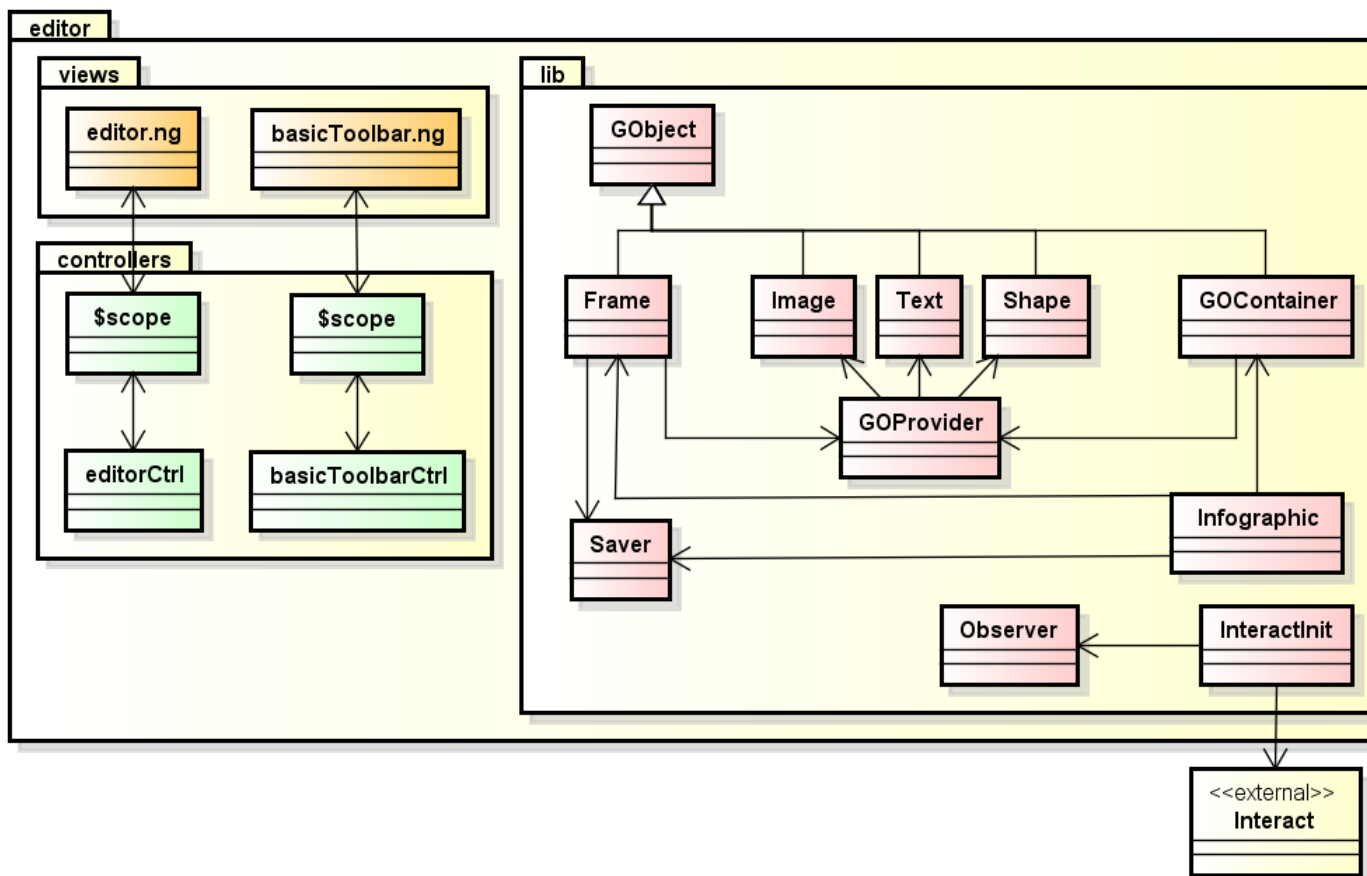 editor
views
editor.ng
basicToolbar.ng
controllers
$scope
$scope
editorCtrl
basicToolbarCtrl
lib
GObject
Frame
Image
Text
Shape
GOContainer
GOProvider
Infographic
Saver
Observer
InteractInit
<<external>>
Interact